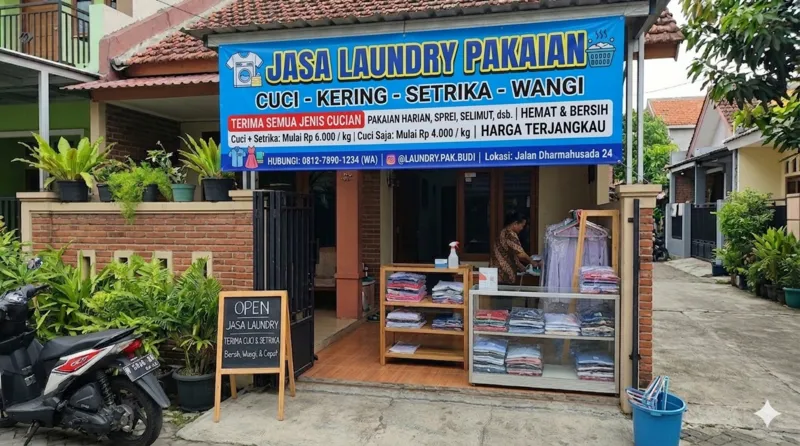 JASA LAUNDRY PAKAIAN
CUCI - KERING - SETRIKA - WANGI
TERIMA SEMUA JENIS CUCIAN PAKAIAN HARIAN, SPREI, SELIMUT, dsb. | HEMAT & BERSIH
Cuci + Setrika: Mulai Rp 6.000 / kg | Cuci Saja: Mulai Rp 4.000 / kg | HARGA TERJANGKAU
HUBUNGI: 0812-7890-1234 (WA) @LAUNDRY.PAK.BUDI | Lokasi: Jalan Dharmahusada 24
OPEN
JASA LAUNDRY
TERIMA CUCI & SETRIKA
Bersih, Wangi, & Cepat